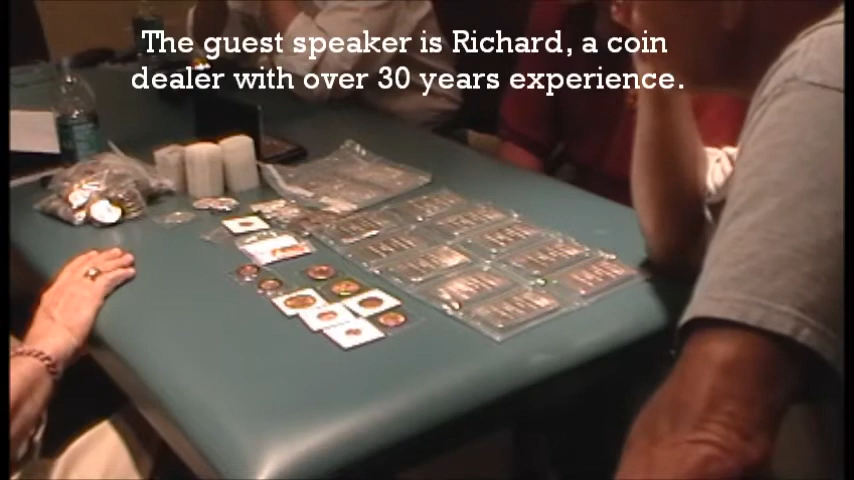 The guest speaker is Richard, a coin
dealer with over 30 years experience.